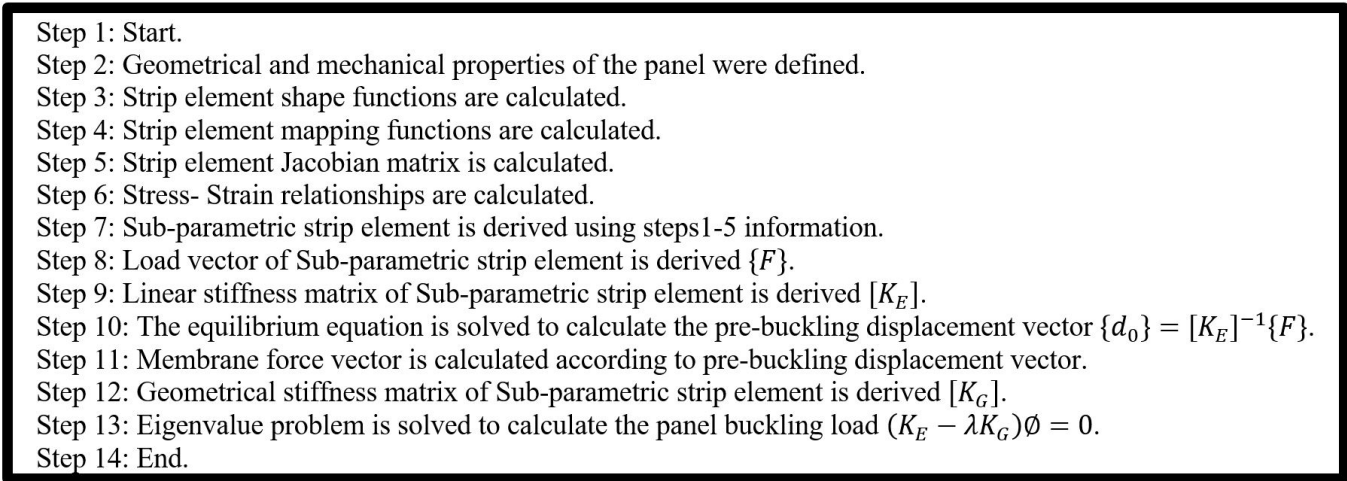 Step 1: Start.
Step 2: Geometrical and mechanical properties of the panel were defined.
Step 3: Strip element shape functions are calculated.
Step 4: Strip element mapping functions are calculated.
Step 5: Strip element Jacobian matrix is calculated.
Step 6: Stress- Strain relationships are calculated.
Step 7: Sub-parametric strip element is derived using steps1-5 information.
Step 8: Load vector of Sub-parametric strip element is derived {F}.
Step 9: Linear stiffness matrix of Sub-parametric strip element is derived [K_E].
Step 10: The equilibrium equation is solved to calculate the pre-buckling displacement vector {d_0} = [K_E]^{-1}{F}.
Step 11: Membrane force vector is calculated according to pre-buckling displacement vector.
Step 12: Geometrical stiffness matrix of Sub-parametric strip element is derived [K_G].
Step 13: Eigenvalue problem is solved to calculate the panel buckling load (K_E − λK_G)Ø = 0.
Step 14: End.